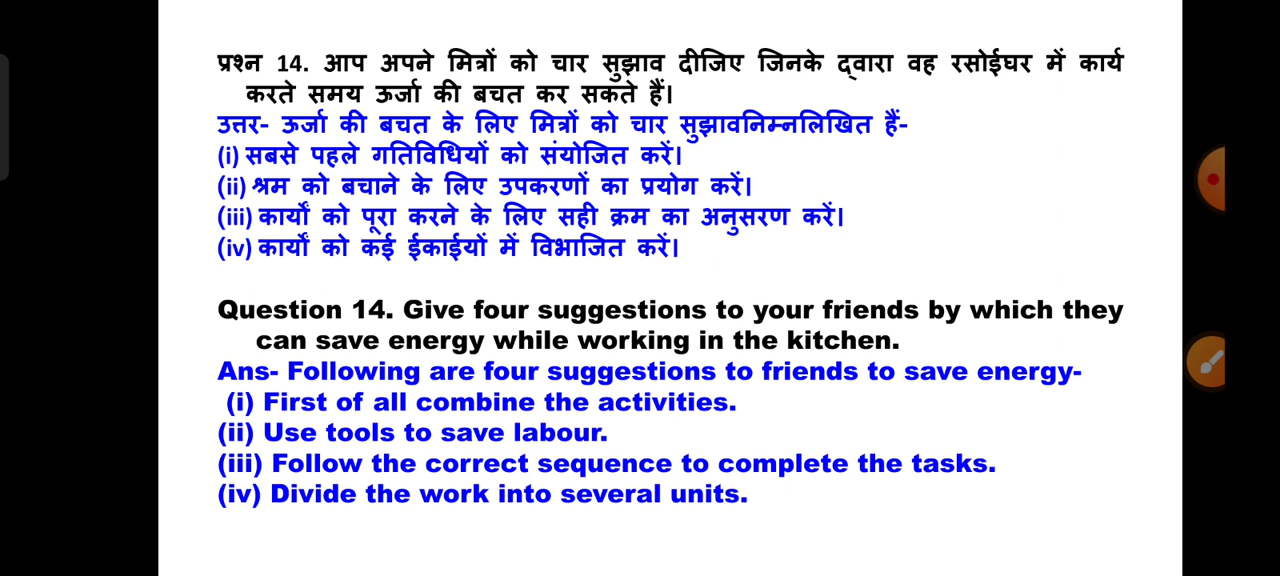 प्रश्न 14. आप अपने मित्रों को चार सुझाव दीजिए जिनके द्वारा वह रसोईघर में कार्य
करते समय ऊर्जा की बचत कर सकते हैं।
उत्तर- ऊर्जा की बचत के लिए मित्रों को चार सुझावनिम्नलिखित हैं-
(i) सबसे पहले गतिविधियों को संयोजित करें।
(ii) श्रम को बचाने के लिए उपकरणों का प्रयोग करें।
(iii) कार्यों को पूरा करने के लिए सही क्रम का अनुसरण करें।
(iv) कार्यों को कई ईकाईयों में विभाजित करें।
Question 14. Give four suggestions to your friends by which they
can save energy while working in the kitchen.
Ans- Following are four suggestions to friends to save energy-
(i) First of all combine the activities.
(ii) Use tools to save labour.
(iii) Follow the correct sequence to complete the tasks.
(iv) Divide the work into several units.